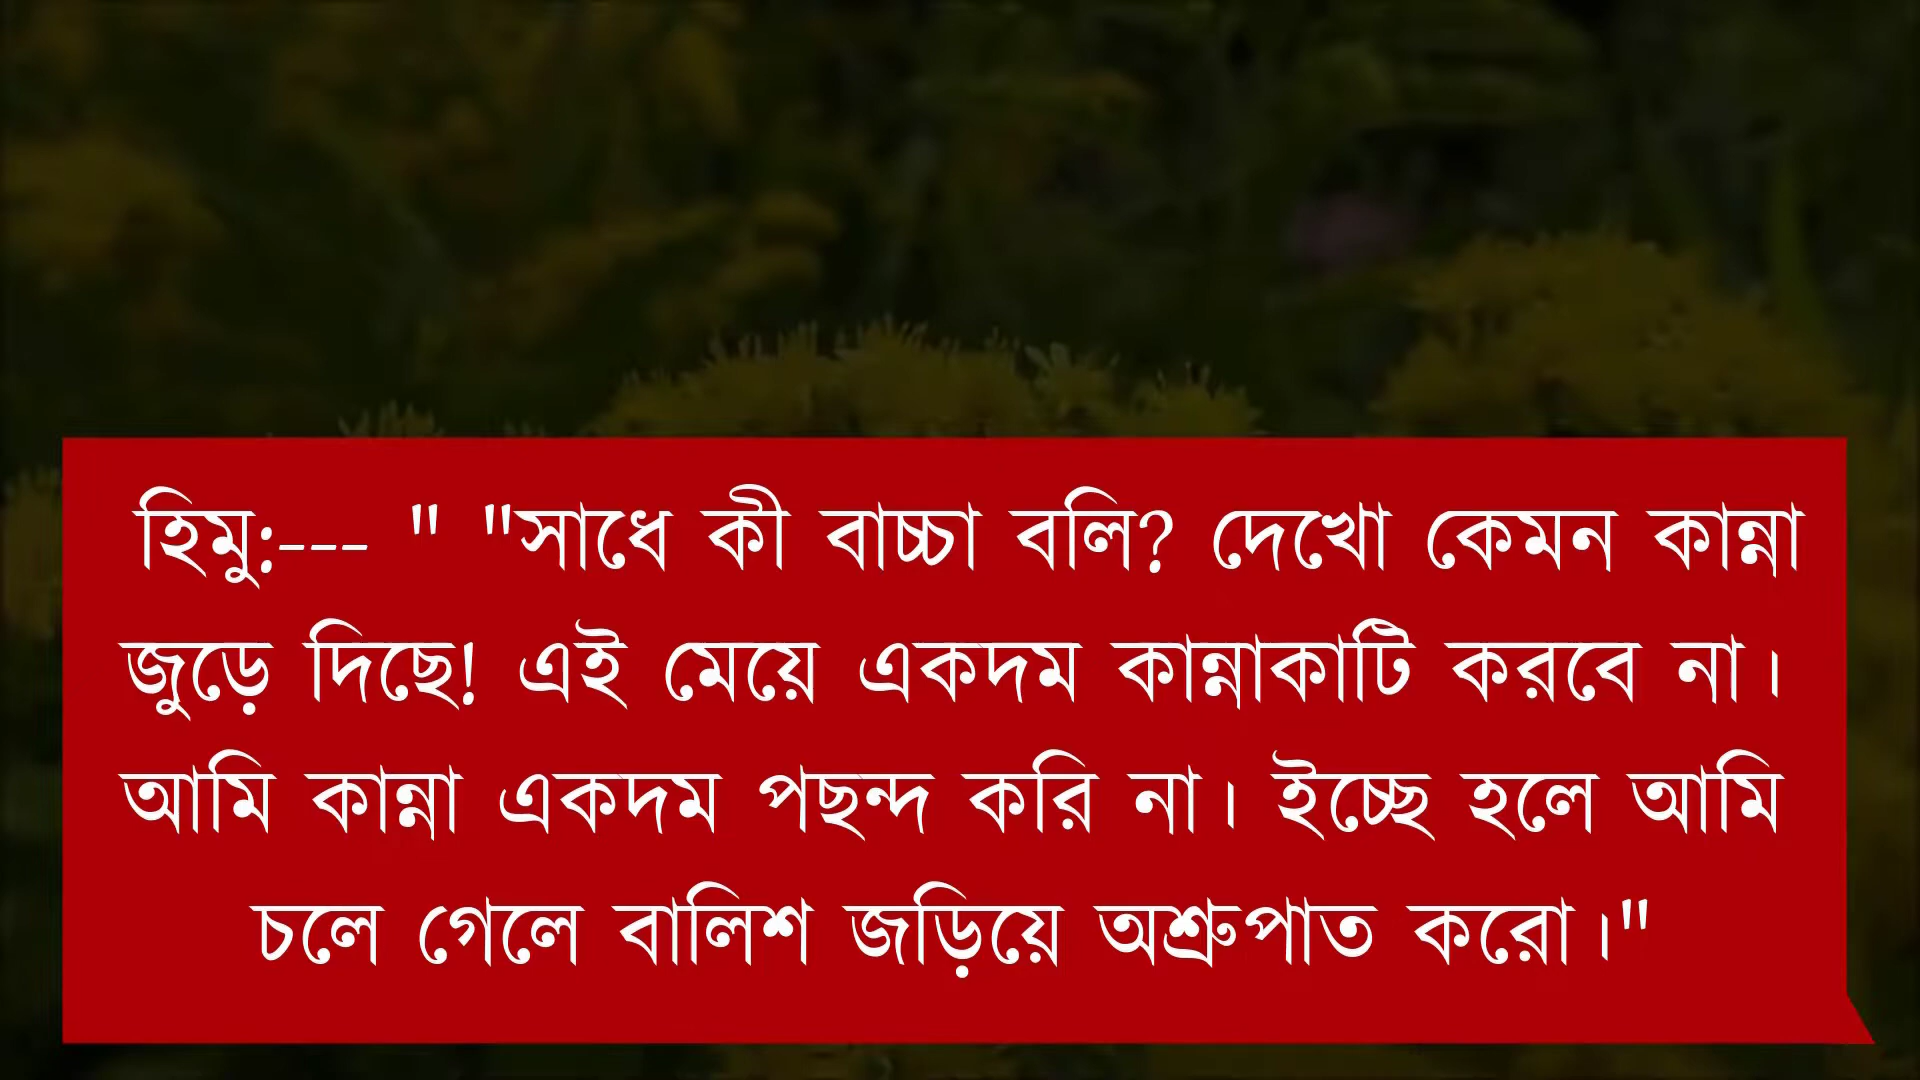 হিমু:--- " "সাধে কী বাচ্চা বলি? দেখো কেমন কান্না
জুড়ে দিছে! এই মেয়ে একদম কান্নাকাটি করবে না।
আমি কান্না একদম পছন্দ করি না। ইচ্ছে হলে আমি
চলে গেলে বালিশ জড়িয়ে অশ্রুপাত করো।"